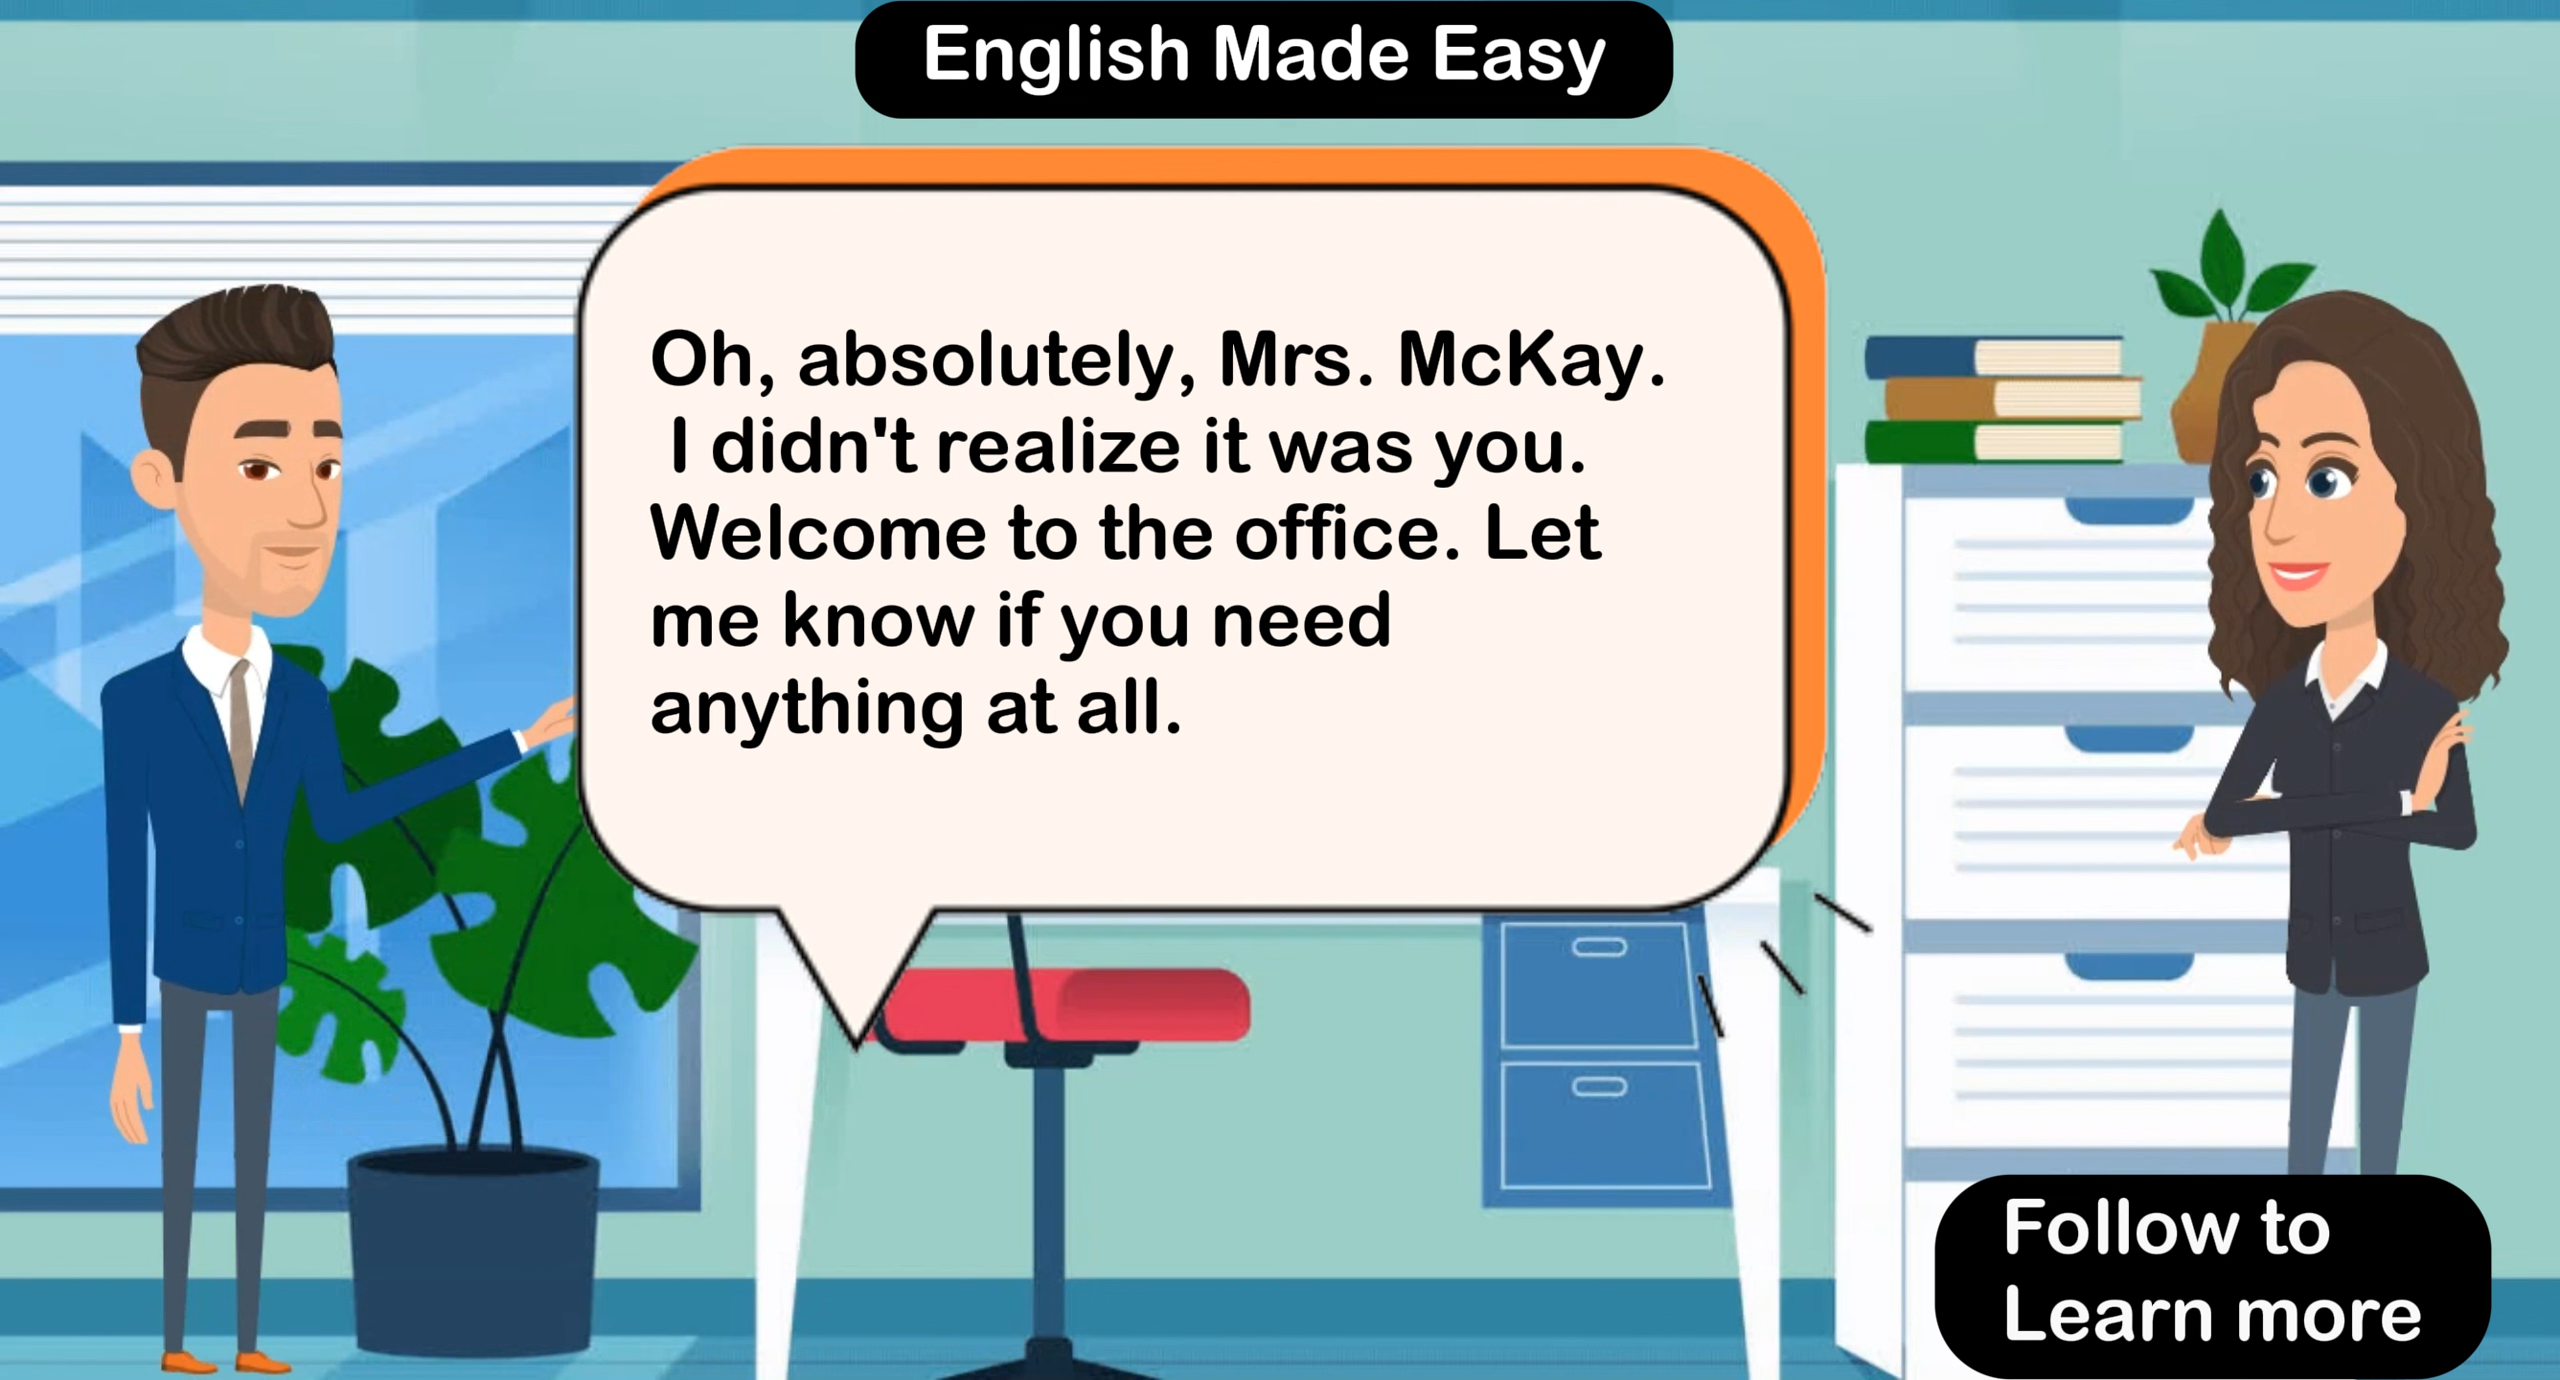 English Made Easy
Oh, absolutely, Mrs. McKay.
I didn't realize it was you.
Welcome to the office. Let
me know if you need
anything at all.
Follow to
Learn more